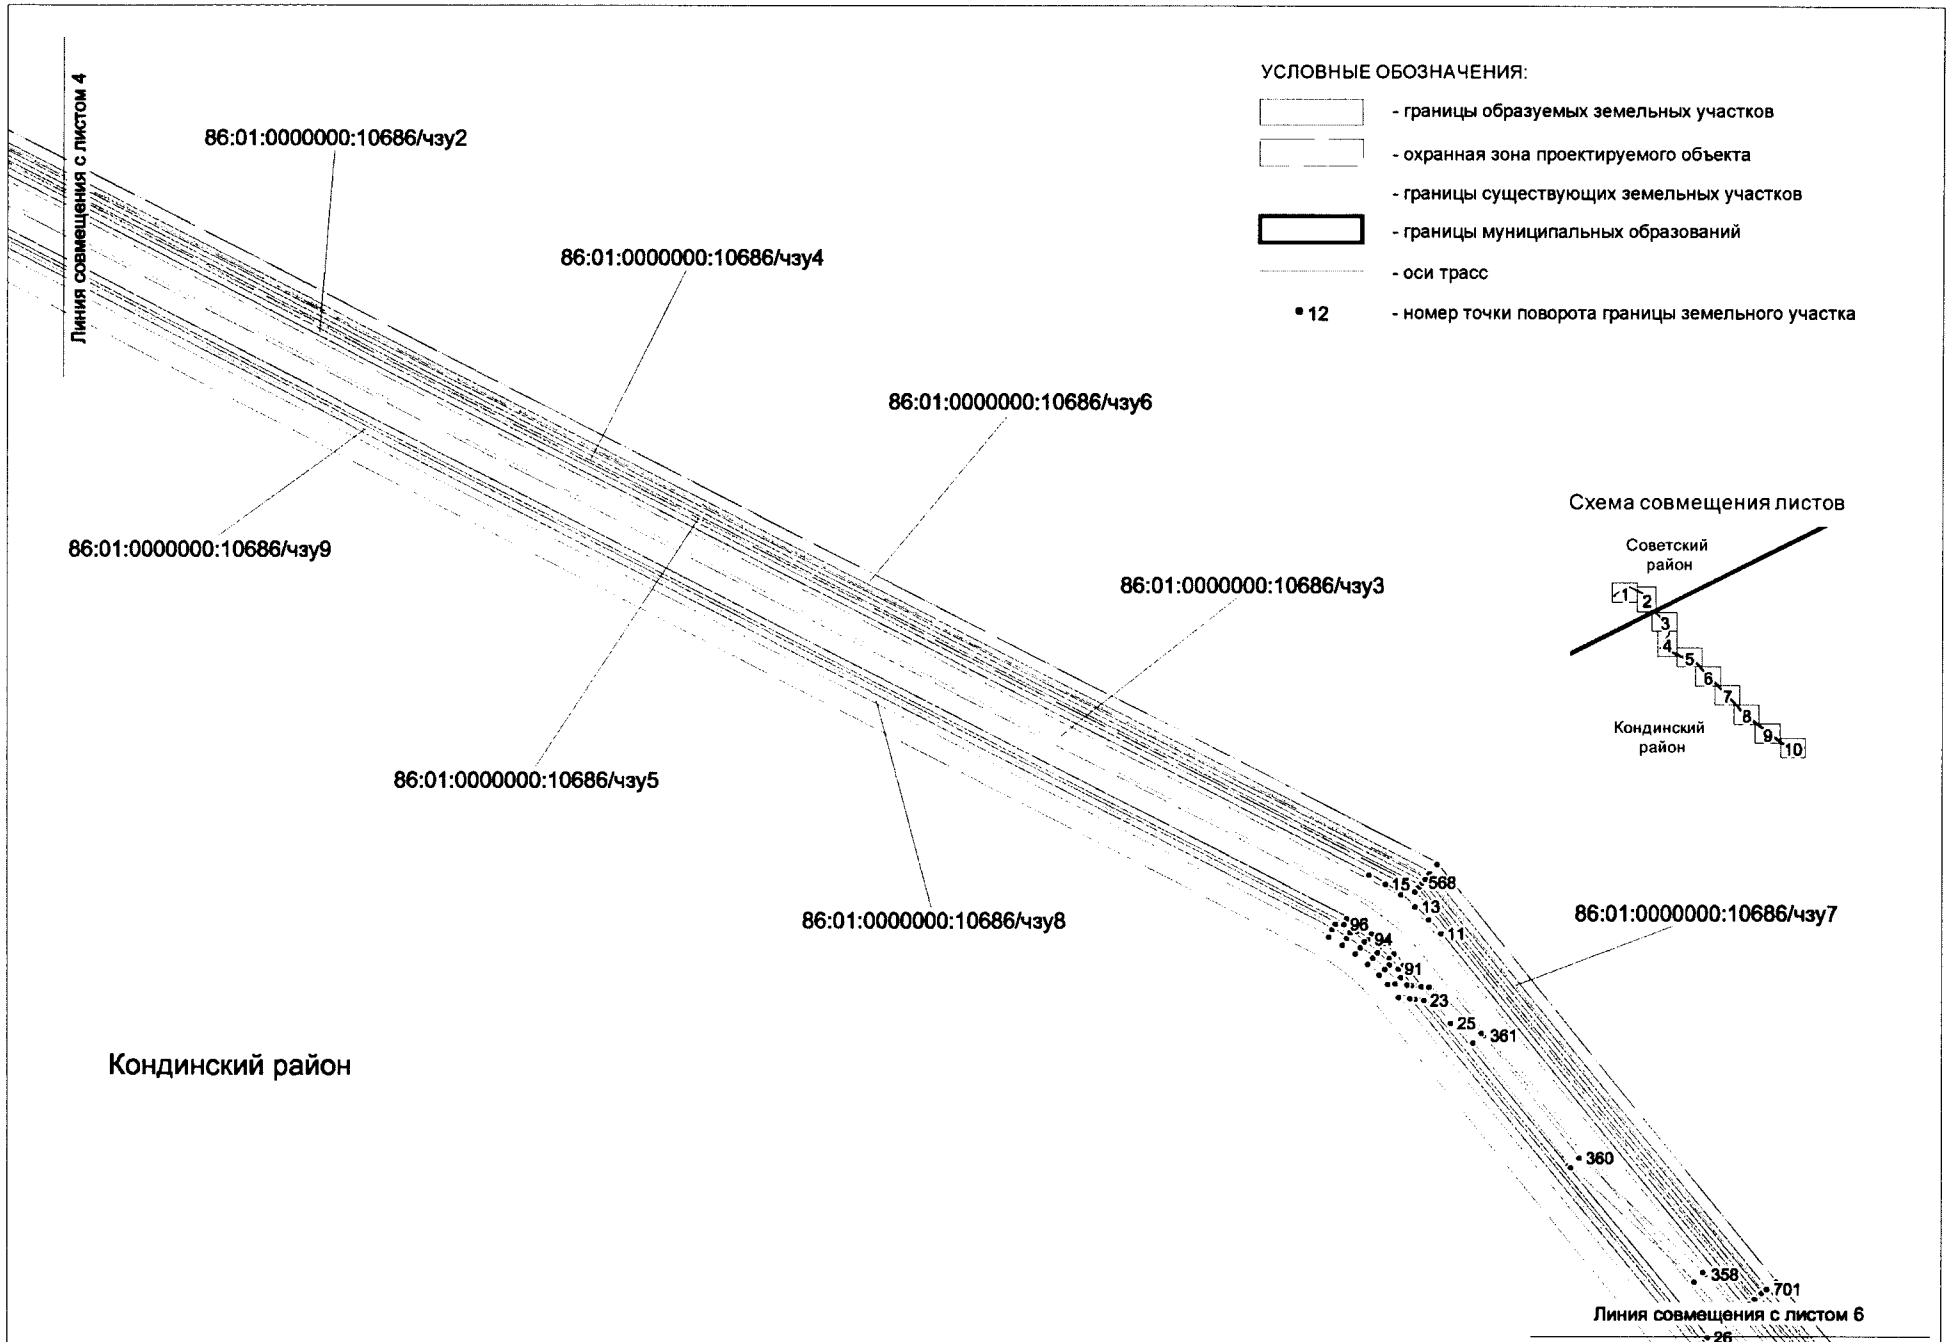 Линия совмещения с листом 4
86:01:0000000:10686/чзу2
86:01:0000000:10686/чзу4
86:01:0000000:10686/чзу6
86:01:0000000:10686/чзу9
86:01:0000000:10686/чзу3
86:01:0000000:10686/чзу5
86:01:0000000:10686/чзу8
86:01:0000000:10686/чзу7
УСЛОВНЫЕ ОБОЗНАЧЕНИЯ:
- границы образуемых земельных участков
- охранная зона проектируемого объекта
- границы существующих земельных участков
- границы муниципальных образований
- оси трасс
12 - номер точки поворота границы земельного участка
Схема совмещения листов
Советский
район
1
2
3
4
5
6
7
8
9
10
Кондинский
район
15
568
13
11
96
94
91
23
25
361
360
358
701
26
Кондинский район
Линия совмещения с листом 6